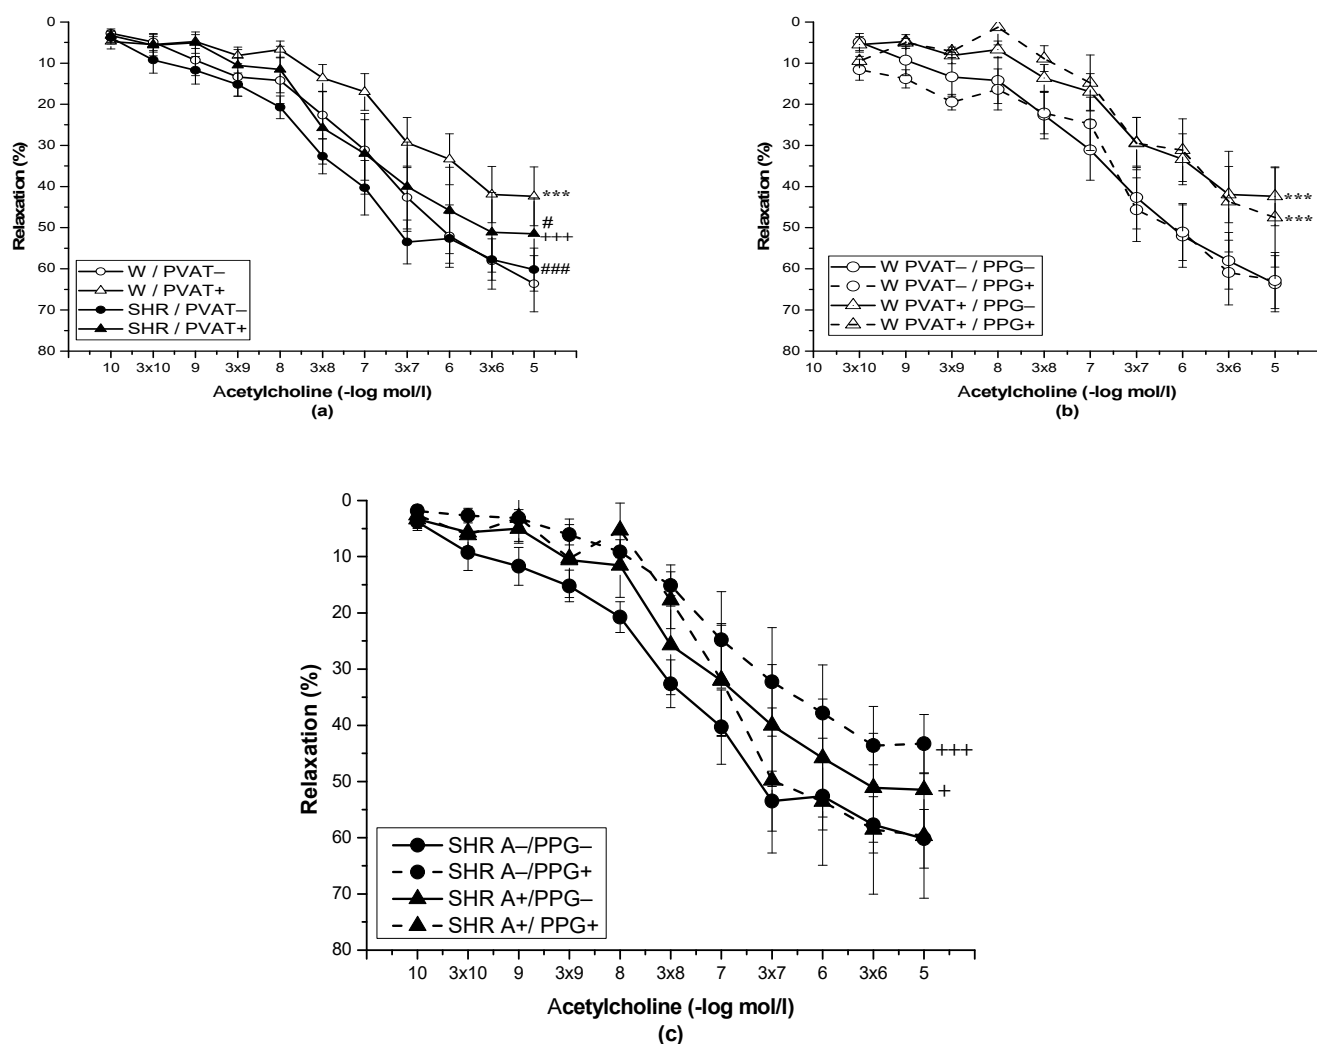 0
10
20
30
40
50
60
70
80
Relaxation (%)
***
#
+++
###
W / PVAT–
W / PVAT+
SHR / PVAT–
SHR / PVAT+
10 3x10 9 3x9 8 3x8 7 3x7 6 3x6 5
Acetylcholine (-log mol/l)
(a)
0
10
20
30
40
50
60
70
80
Relaxation (%)
***
***
W PVAT– / PPG–
W PVAT– / PPG+
W PVAT+ / PPG–
W PVAT+ / PPG+
10 3x10 9 3x9 8 3x8 7 3x7 6 3x6 5
Acetylcholine (-log mol/l)
(b)
0
10
20
30
40
50
60
70
80
Relaxation (%)
+++
+
SHR A–/PPG–
SHR A–/PPG+
SHR A+/PPG–
SHR A+/ PPG+
10 3x10 9 3x9 8 3x8 7 3x7 6 3x6 5
Acetylcholine (-log mol/l)
(c)